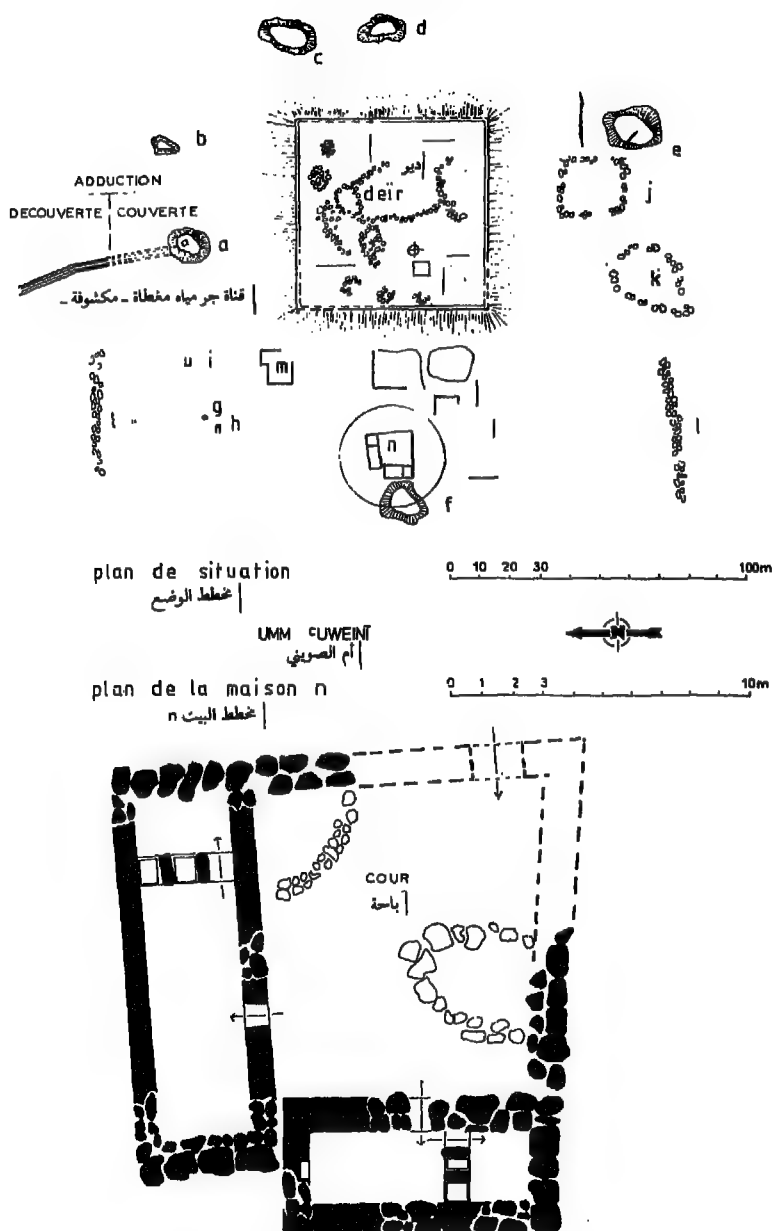 c
d
b
e
ADDUCTION
DECOUVERTE COUVERTE
a
دير
deïr
j
k
قناة جر مياه مغطاة - مكشوفة -
u i
m
g
h
n
l
f
plan de situation
مخطط الوضع
0 10 20 30 100m
UMM ʿUWEINĪ
أم الصويني
N
plan de la maison n
مخطط البيت n
0 1 2 3 10m
COUR
باحة